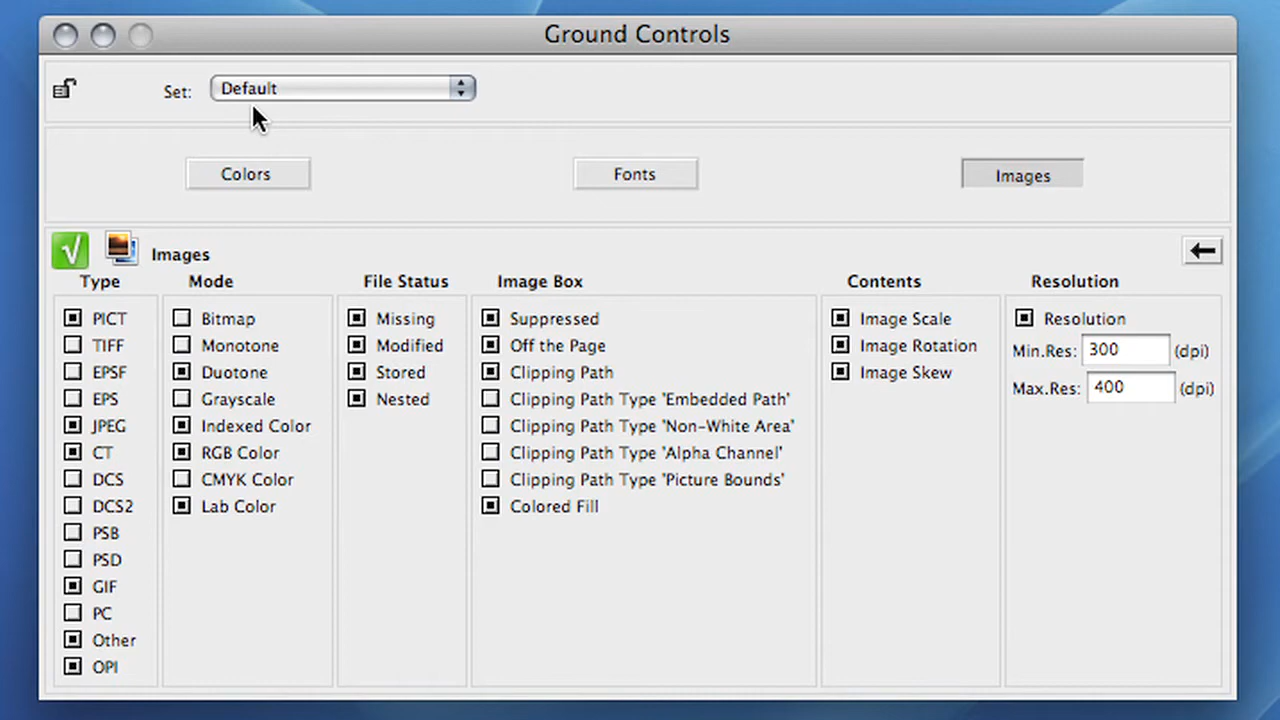 Ground Controls
Set: Default
Colors Fonts Images
Images
Type Mode File Status Image Box Contents Resolution
PICT Bitmap Missing Suppressed Image Scale Resolution
TIFF Monotone Modified Off the Page Image Rotation Min.Res: 300 (dpi)
EPSF Duotone Stored Clipping Path Image Skew Max.Res: 400 (dpi)
EPS Grayscale Nested Clipping Path Type 'Embedded Path'
JPEG Indexed Color Clipping Path Type 'Non-White Area'
CT RGB Color Clipping Path Type 'Alpha Channel'
DCS CMYK Color Clipping Path Type 'Picture Bounds'
DCS2 Lab Color Colored Fill
PSB
PSD
GIF
PC
Other
OPI